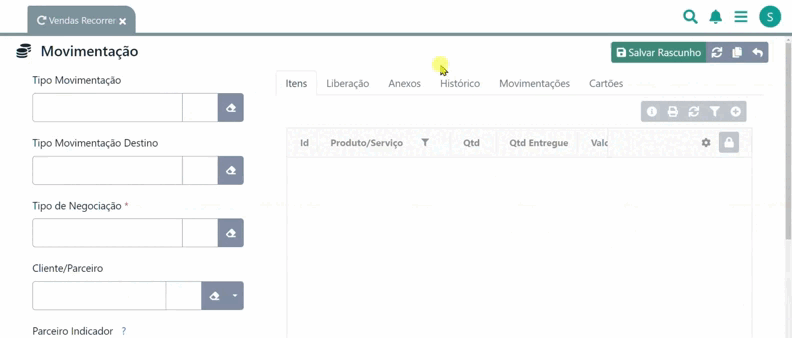 Vendas Recorrer
S
Movimentação
Salvar Rascunho
Tipo Movimentação
Itens Liberação Anexos Histórico Movimentações Cartões
Tipo Movimentação Destino
Id Produto/Serviço Qtd Qtd Entregue Valo
Tipo de Negociação *
Cliente/Parceiro
Parceiro Indicador ?